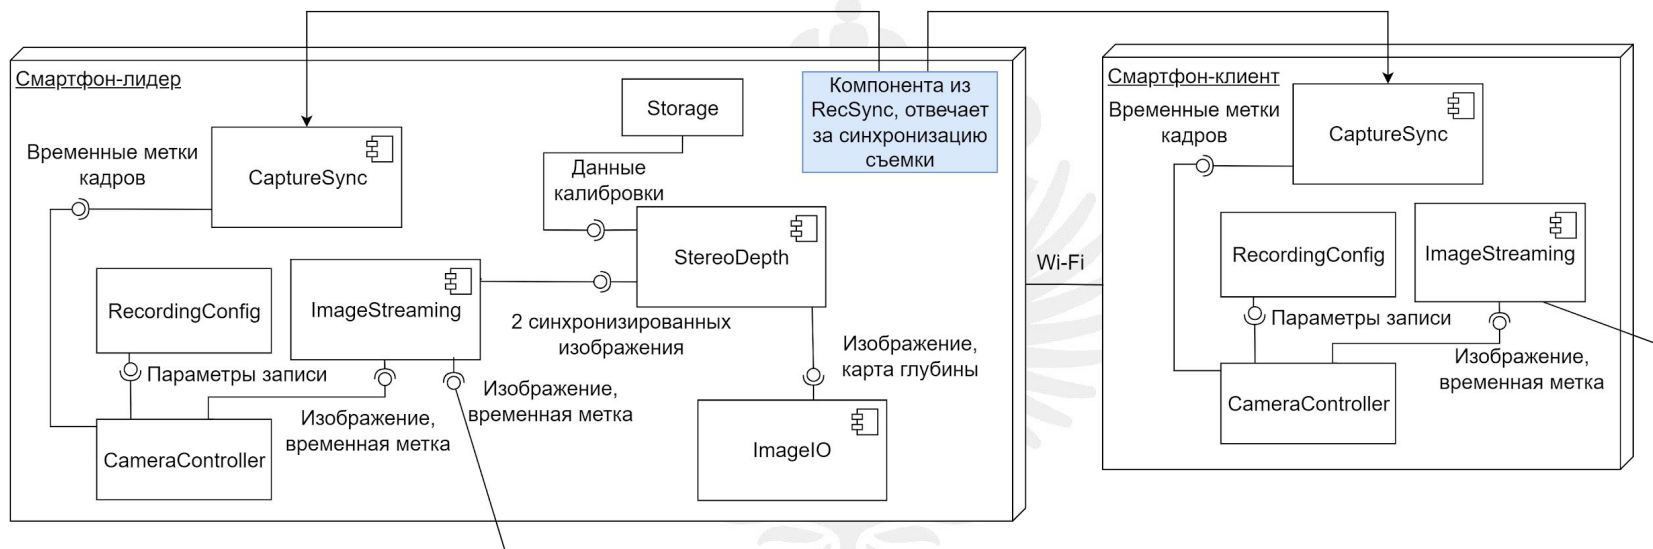 Смартфон-лидер
Компонента из
RecSync, отвечает
за синхронизацию
съемки
Storage
Временные метки
кадров
CaptureSync
Данные
калибровки
StereoDepth
RecordingConfig
ImageStreaming
2 синхронизированных
изображения
Параметры записи
Изображение,
временная метка
Изображение,
временная метка
Изображение,
карта глубины
CameraController
ImageIO
Wi-Fi
Смартфон-клиент
Временные метки
кадров
CaptureSync
RecordingConfig
ImageStreaming
Параметры записи
Изображение,
временная метка
CameraController